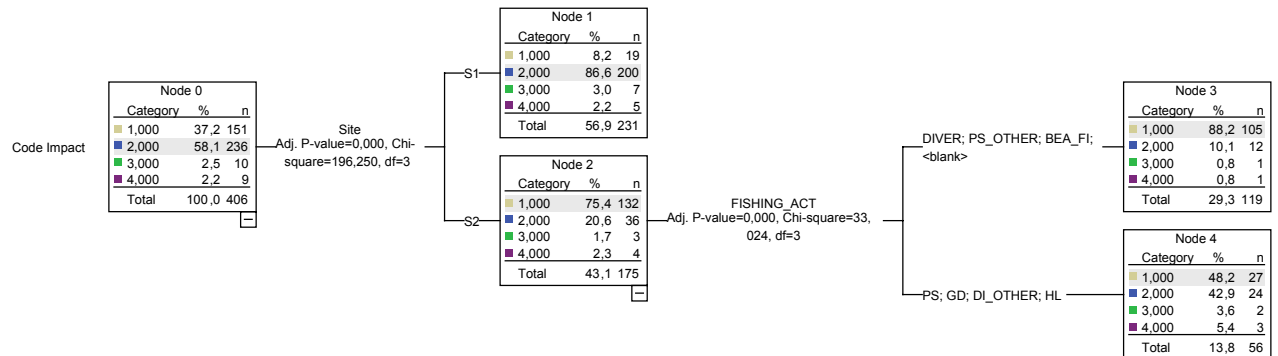 Code Impact
Node 0
Category % n
1,000 37,2 151
2,000 58,1 236
3,000 2,5 10
4,000 2,2 9
Total 100,0 406
Site
Adj. P-value=0,000, Chi-
square=196,250, df=3
S1
Node 1
Category % n
1,000 8,2 19
2,000 86,6 200
3,000 3,0 7
4,000 2,2 5
Total 56,9 231
S2
Node 2
Category % n
1,000 75,4 132
2,000 20,6 36
3,000 1,7 3
4,000 2,3 4
Total 43,1 175
FISHING_ACT
Adj. P-value=0,000, Chi-square=33,
024, df=3
DIVER; PS_OTHER; BEA_FI;
<blank>
Node 3
Category % n
1,000 88,2 105
2,000 10,1 12
3,000 0,8 1
4,000 0,8 1
Total 29,3 119
PS; GD; DI_OTHER; HL
Node 4
Category % n
1,000 48,2 27
2,000 42,9 24
3,000 3,6 2
4,000 5,4 3
Total 13,8 56